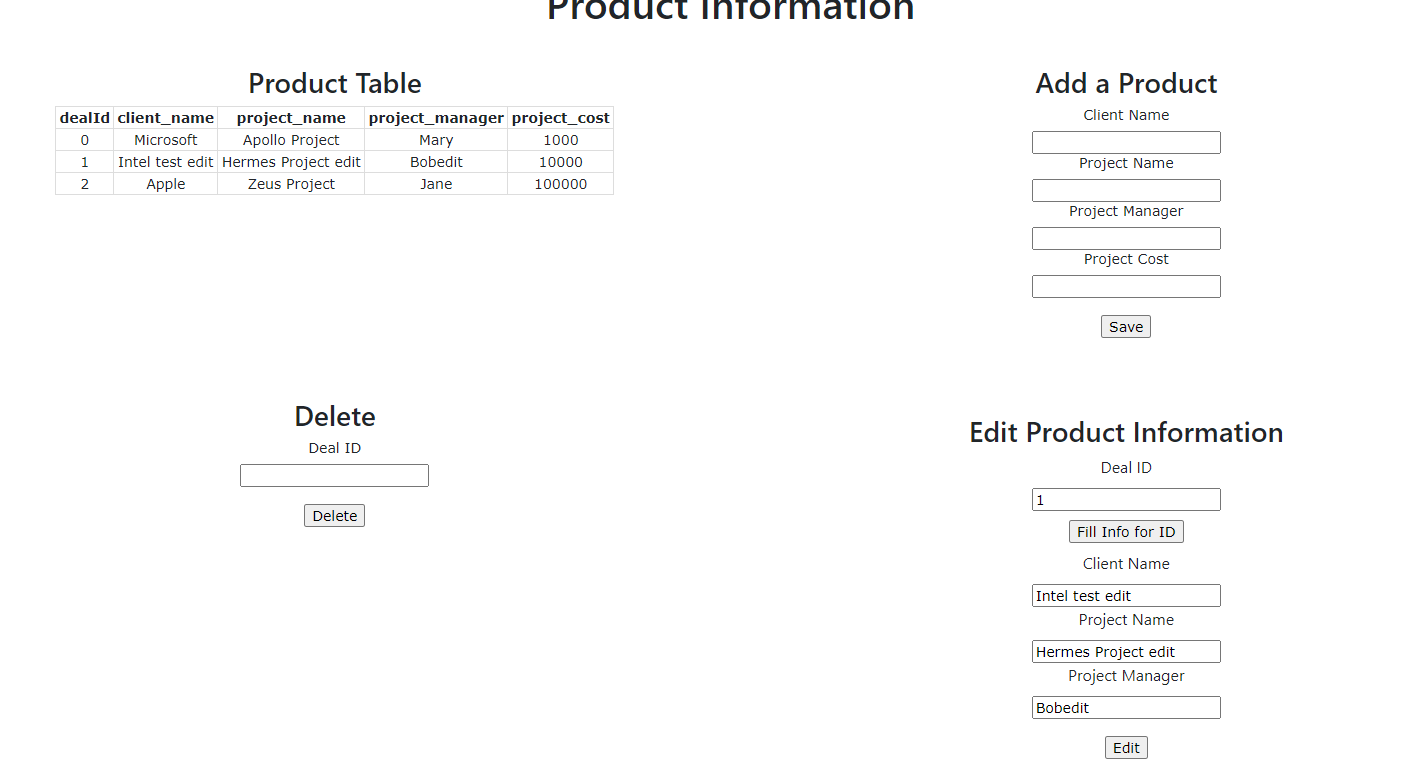 Product Information
Product Table
dealId client_name project_name project_manager project_cost
0 Microsoft Apollo Project Mary 1000
1 Intel test edit Hermes Project edit Bobedit 10000
2 Apple Zeus Project Jane 100000
Add a Product
Client Name
Project Name
Project Manager
Project Cost
Save
Delete
Deal ID
Delete
Edit Product Information
Deal ID
1
Fill Info for ID
Client Name
Intel test edit
Project Name
Hermes Project edit
Project Manager
Bobedit
Edit